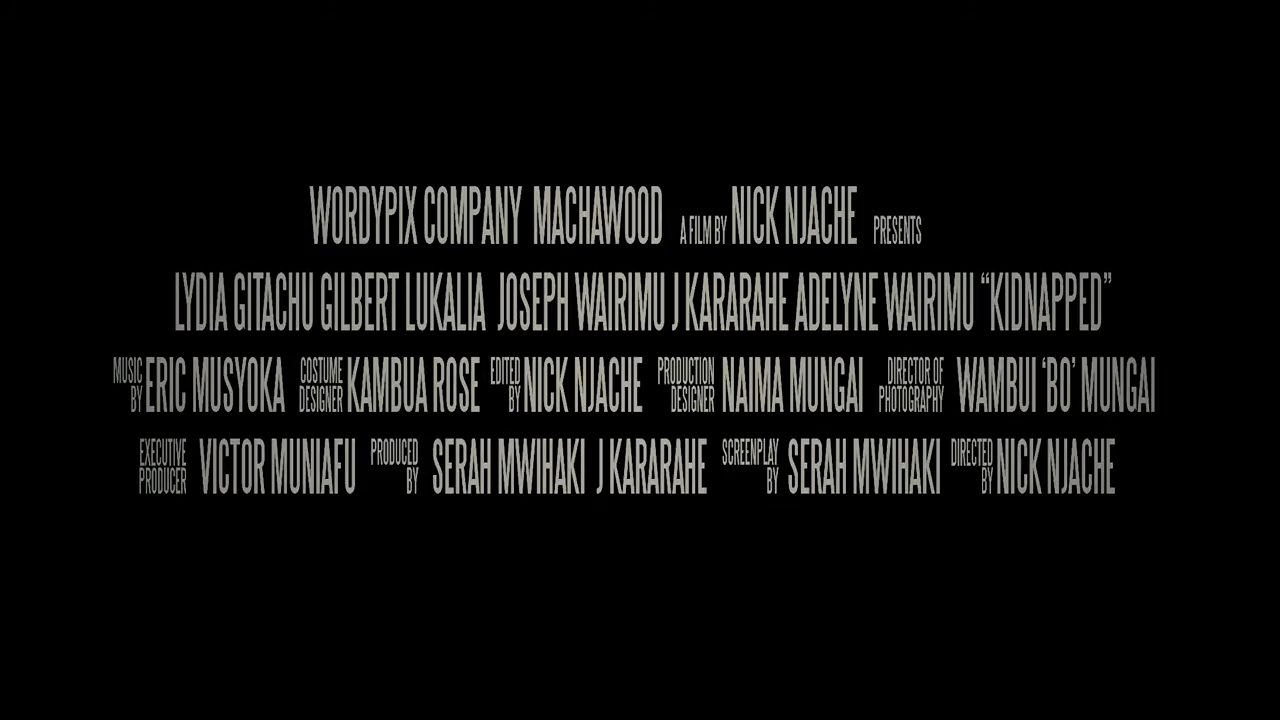 WORDYPIX COMPANY MACHAWOOD A FILM BY NICK NJACHE PRESENTS
LYDIA GITACHU GILBERT LUKALIA JOSEPH WAIRIMU J KARARAHE ADELYNE WAIRIMU “KIDNAPPED”
MUSIC BY ERIC MUSYOKA COSTUME DESIGNER KAMBUA ROSE EDITED BY NICK NJACHE PRODUCTION DESIGNER NAIMA MUNGAI DIRECTOR OF PHOTOGRAPHY WAMBUI ‘BO’ MUNGAI
EXECUTIVE PRODUCER VICTOR MUNIAFU PRODUCED BY SERAH MWIHAKI J KARARAHE SCREENPLAY BY SERAH MWIHAKI DIRECTED BY NICK NJACHE